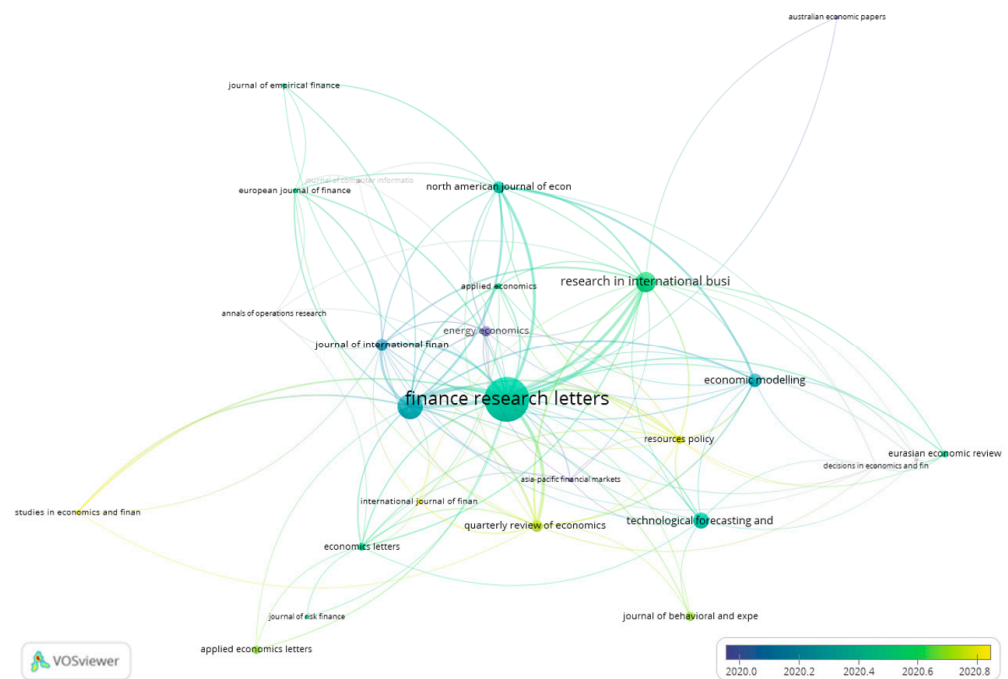 australian economic papers
journal of empirical finance
journal of computer informatio
european journal of finance
north american journal of econ
research in international busi
applied economics
annals of operations research
energy economics
journal of international finan
economic modelling
finance research letters
resources policy
eurasian economic review
decisions in economics and fin
asia-pacific financial markets
international journal of finan
studies in economics and finan
technological forecasting and
quarterly review of economics
economics letters
journal of risk finance
journal of behavioral and expe
applied economics letters
VOSviewer
2020.0 2020.2 2020.4 2020.6 2020.8